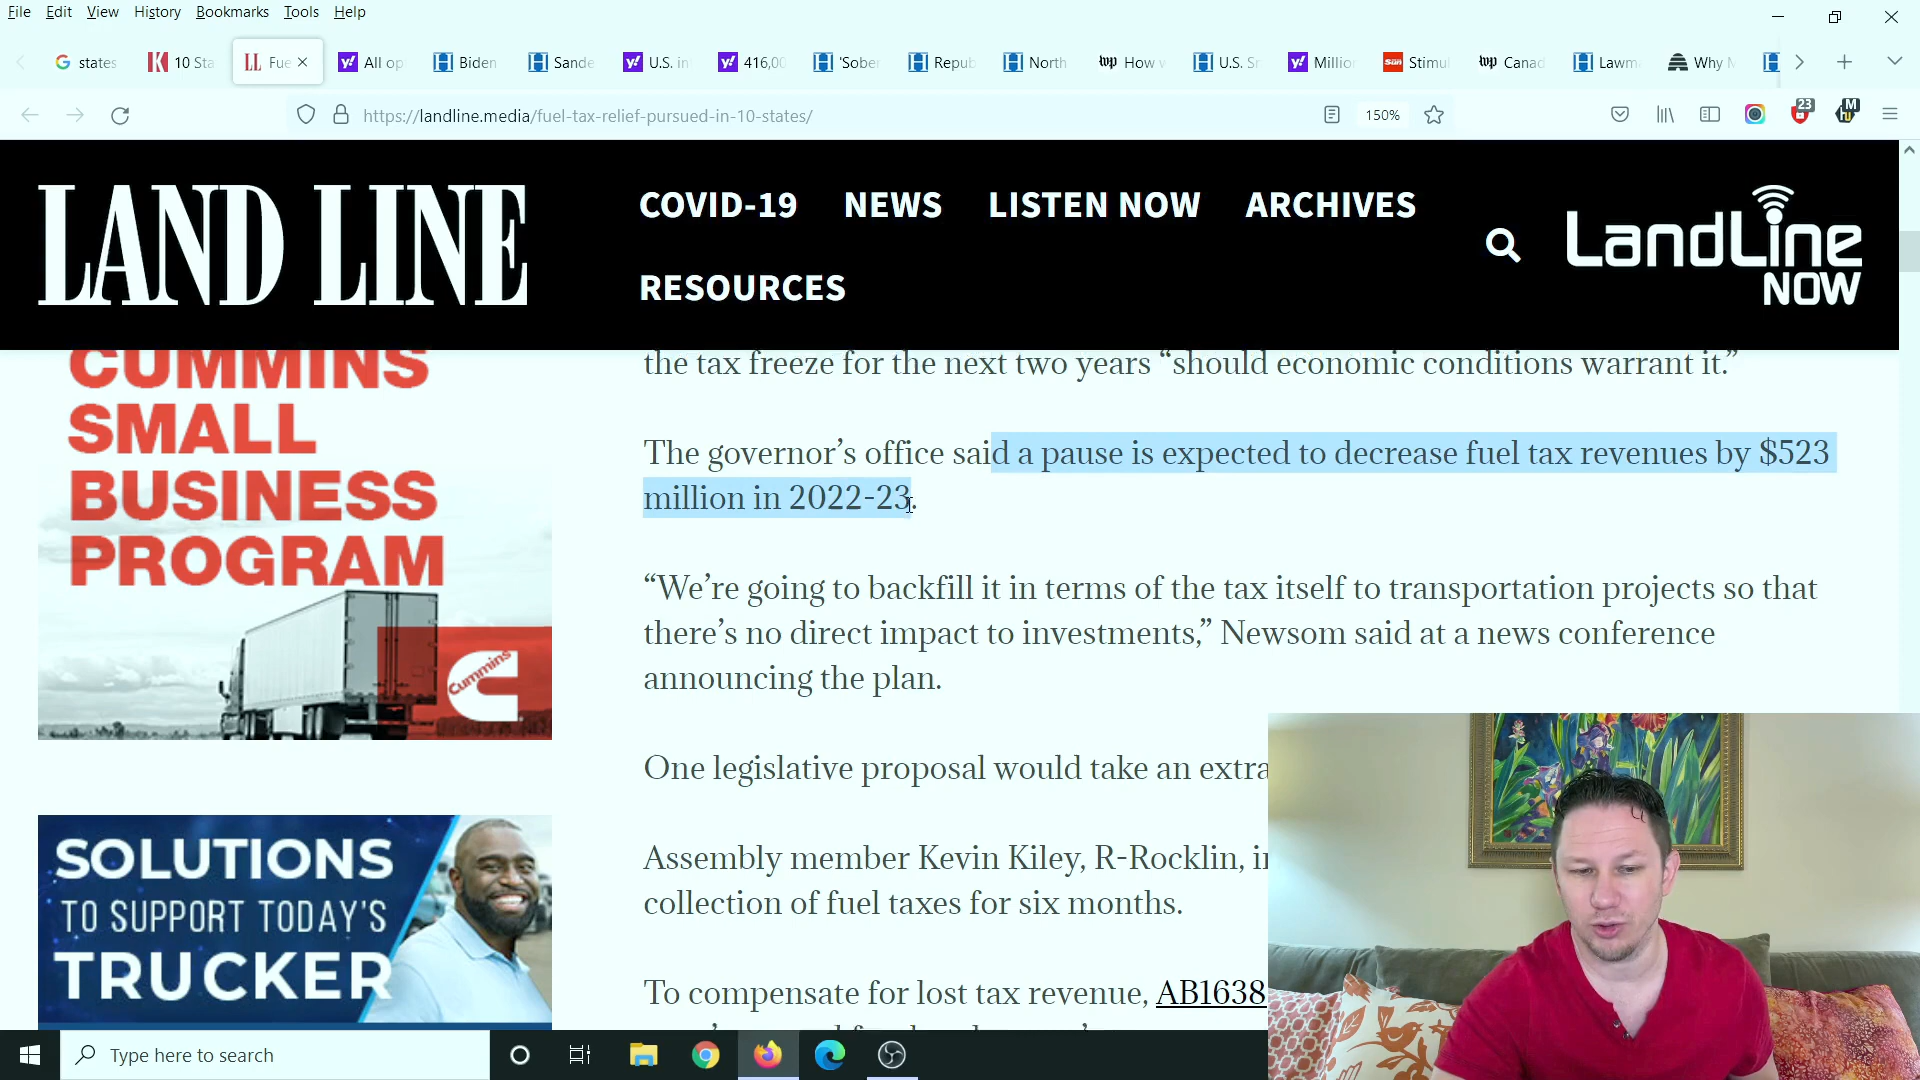 File Edit View History Bookmarks Tools Help
states
10 Sta
Fue
All op
Biden
Sande
U.S. in
416,00
'Sober
Repub
North
How w
U.S. Sr
Millio
Stimul
Canad
Lawm
Why M
https://landline.media/fuel-tax-relief-pursued-in-10-states/
150%
23
M
LAND LINE
COVID-19 NEWS LISTEN NOW ARCHIVES
RESOURCES
LandLine
NOW
CUMMINS
SMALL
BUSINESS
PROGRAM
Cummins
SOLUTIONS
TO SUPPORT TODAY'S
TRUCKER
the tax freeze for the next two years “should economic conditions warrant it.”
The governor’s office said a pause is expected to decrease fuel tax revenues by $523
million in 2022-23.
“We’re going to backfill it in terms of the tax itself to transportation projects so that
there’s no direct impact to investments,” Newsom said at a news conference
announcing the plan.
One legislative proposal would take an extra
Assembly member Kevin Kiley, R-Rocklin, in
collection of fuel taxes for six months.
To compensate for lost tax revenue, AB1638
Type here to search